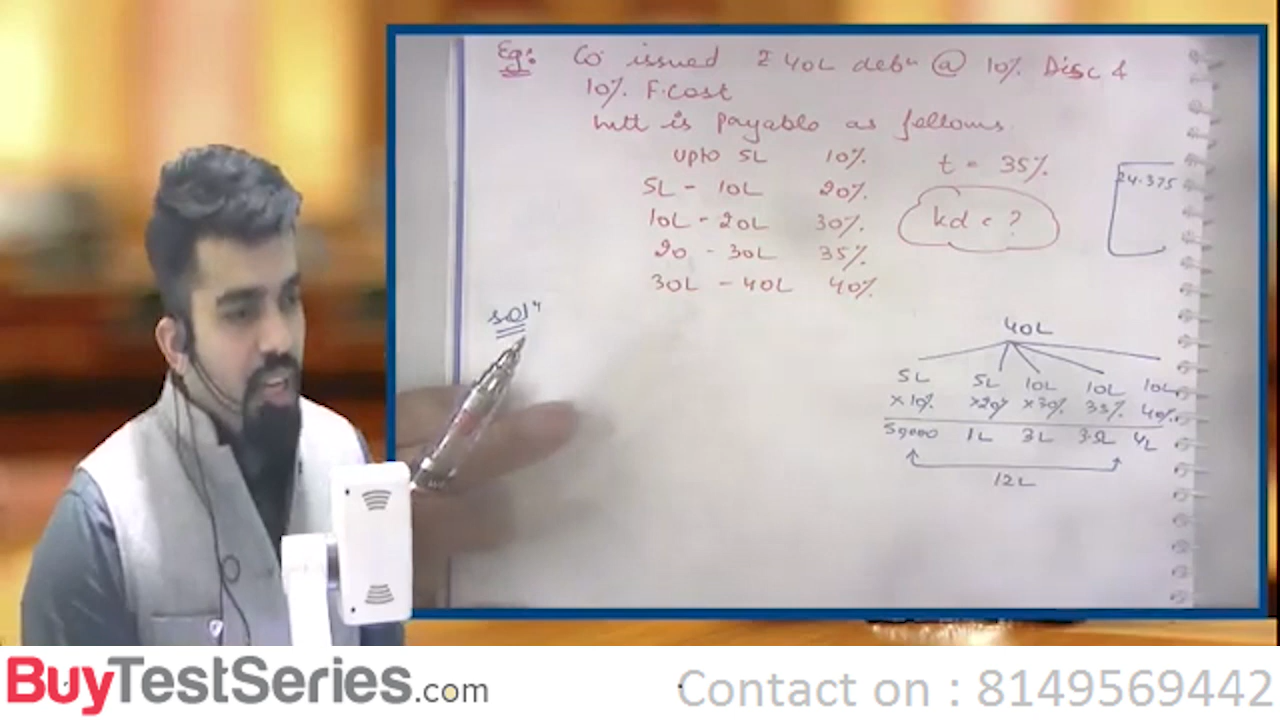 Eg: Co issued ₹ 40L debn @ 10% Disc &
10% F.Cost
Intt is payable as follows
upto 5L 10% t = 35%
5L - 10L 20%
10L - 20L 30% kd = ?
20 - 30L 35%
30L - 40L 40%
24.375
soln
40L
5L 5L 10L 10L 10L
×10% ×20% ×30% 35% 40%
50000 1L 3L 3.5L 4L
12L
BuyTestSeries.com
Contact on : 8149569442